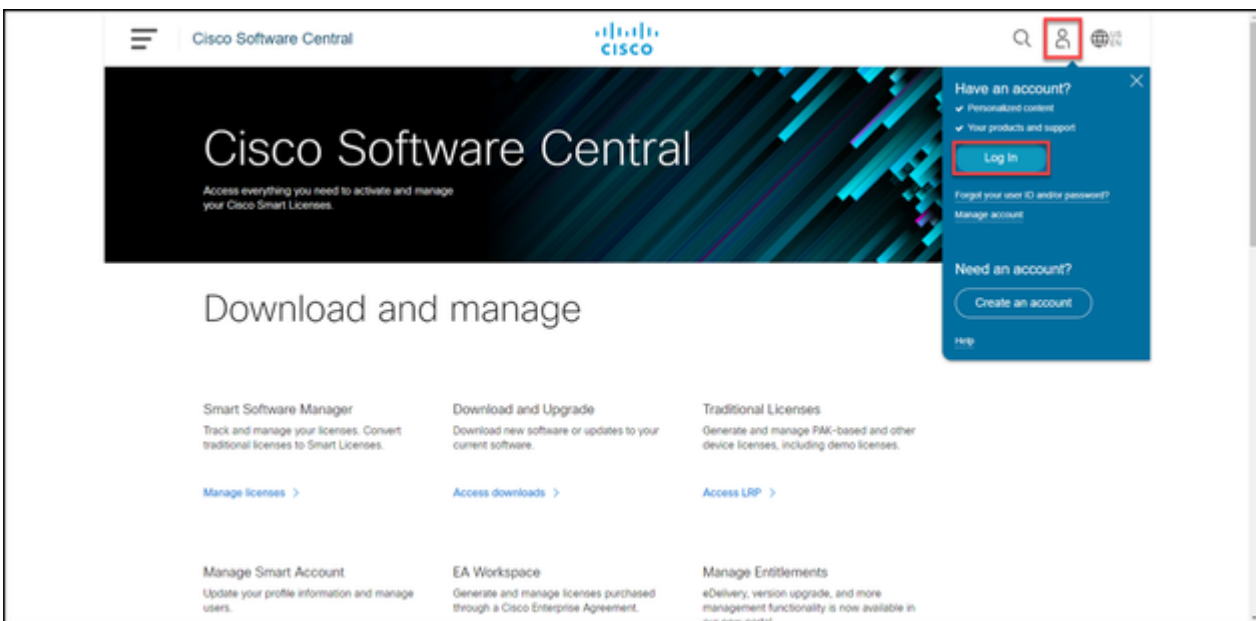 Cisco Software Central
CISCO
US
EN
Have an account?
Personalized content
Your products and support
Log In
Forgot your user ID and/or password?
Manage account
Need an account?
Create an account
Help
Cisco Software Central
Access everything you need to activate and manage
your Cisco Smart Licenses.
Download and manage
Smart Software Manager
Track and manage your licenses. Convert
traditional licenses to Smart Licenses.
Manage licenses
Download and Upgrade
Download new software or updates to your
current software.
Access downloads
Traditional Licenses
Generate and manage PAK-based and other
device licenses, including demo licenses.
Access LRP
Manage Smart Account
Update your profile information and manage
users.
EA Workspace
Generate and manage licenses purchased
through a Cisco Enterprise Agreement.
Manage Entitlements
eDelivery, version upgrade, and more
management functionality is now available in